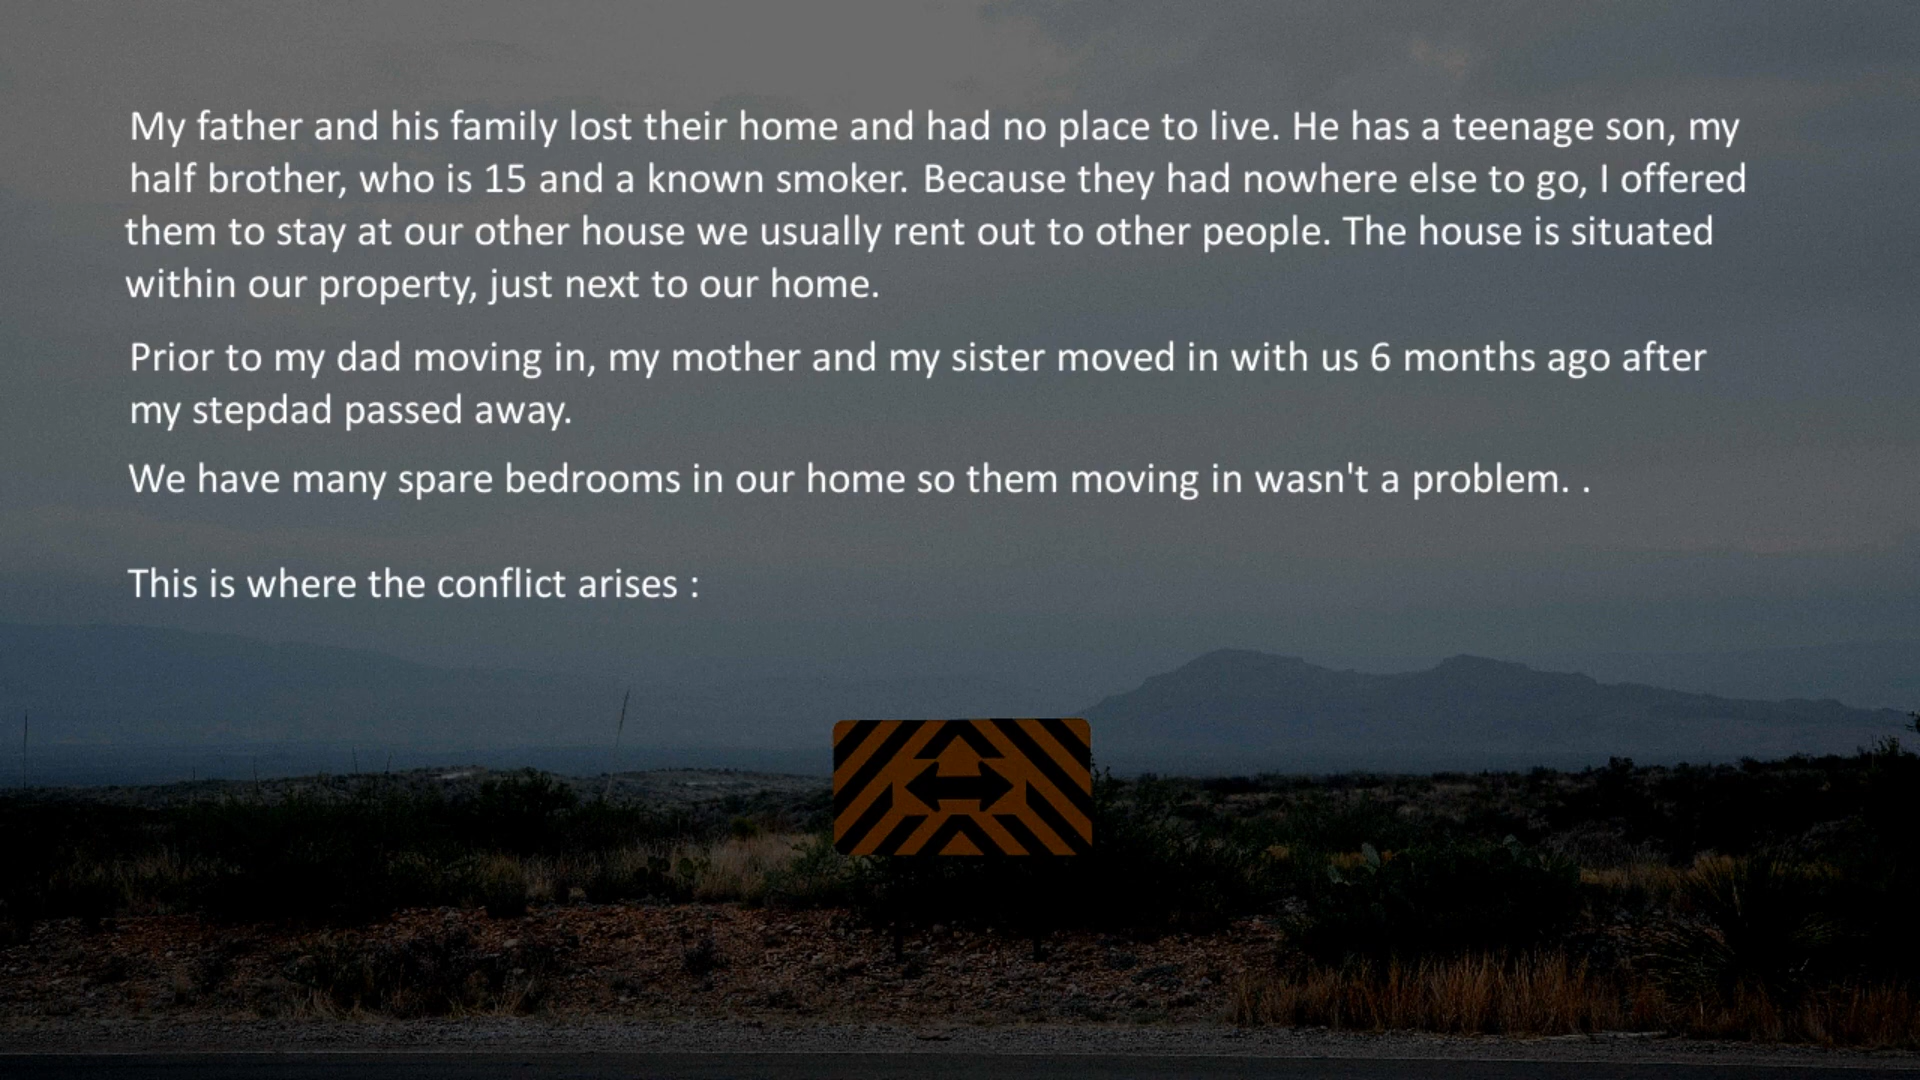 My father and his family lost their home and had no place to live. He has a teenage son, my
half brother, who is 15 and a known smoker. Because they had nowhere else to go, I offered
them to stay at our other house we usually rent out to other people. The house is situated
within our property, just next to our home.
Prior to my dad moving in, my mother and my sister moved in with us 6 months ago after
my stepdad passed away.
We have many spare bedrooms in our home so them moving in wasn't a problem. .
This is where the conflict arises :